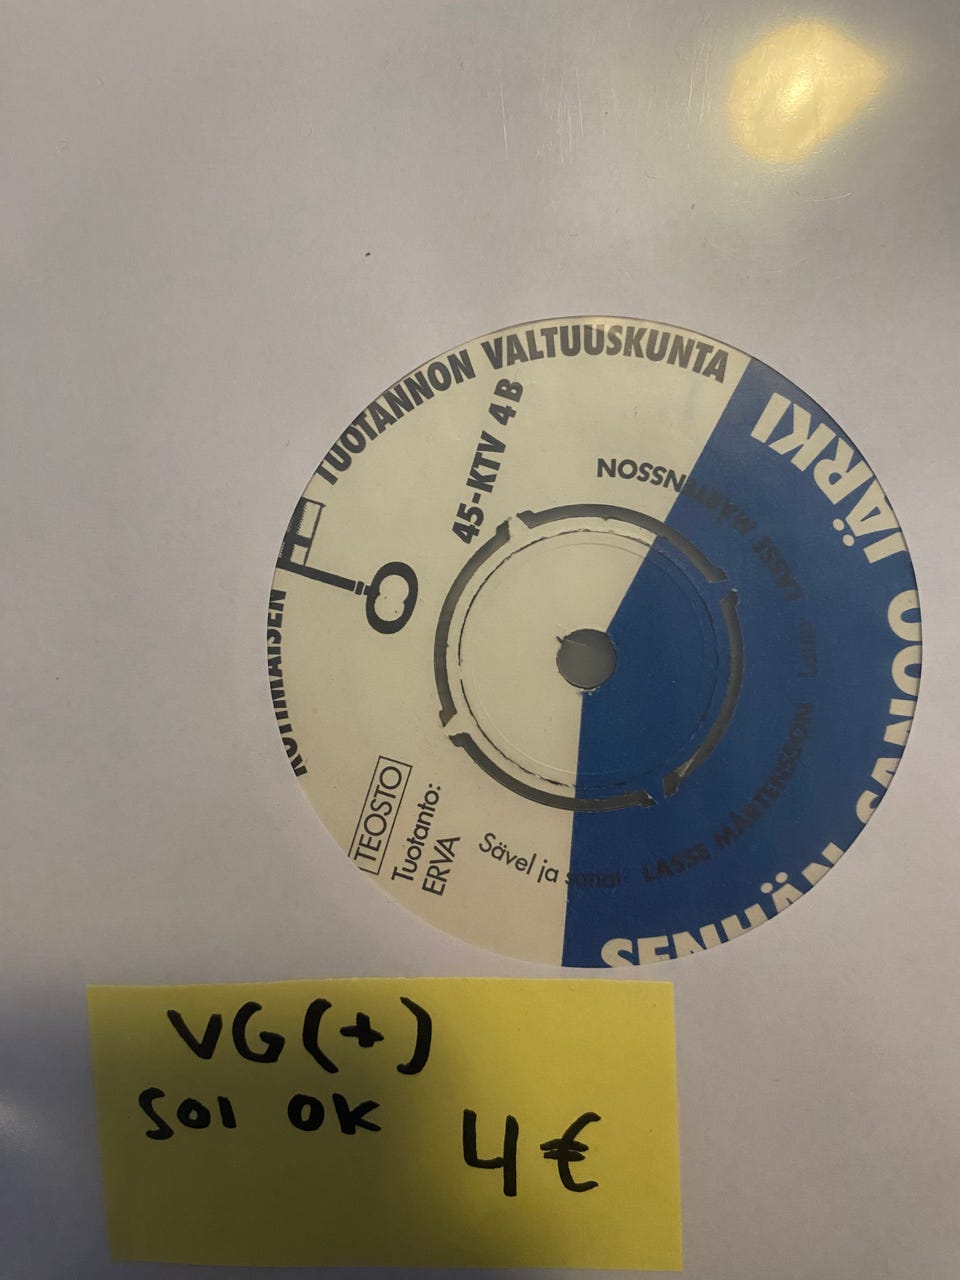 KOTIMAISEN TUOTANNON VALTUUSKUNTA
45-KTV 4 B
SENHÄN SANOO JÄRKI
Sävel ja sanat LASSE MÅRTENSSON
LASSE MÅRTENSSON
TEOSTO
Tuotanto:
ERVA
VG (+)
SOI OK
4 €